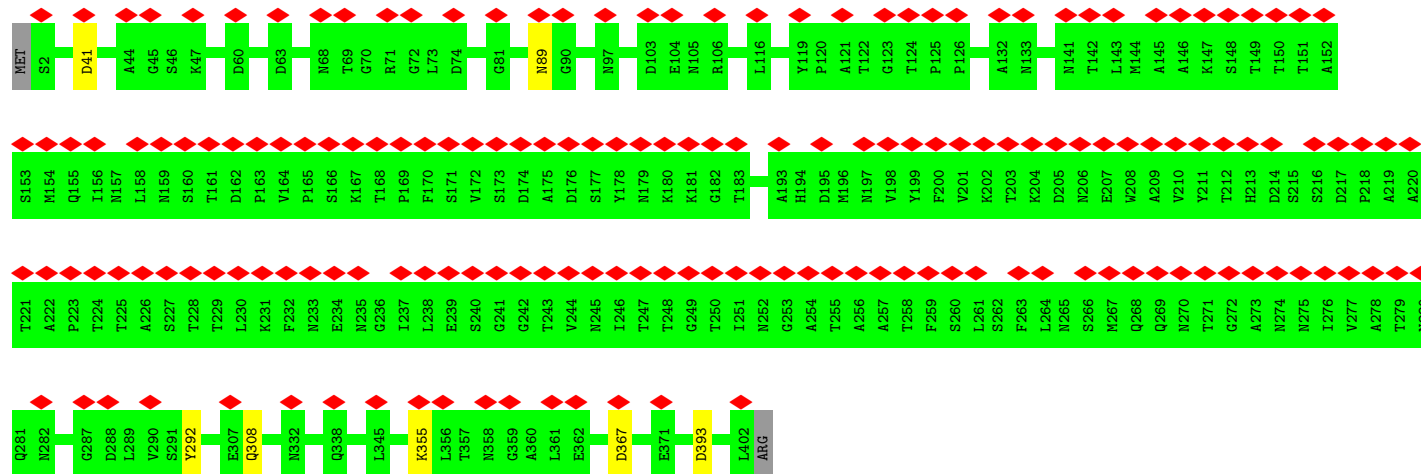 MET S2 D41 A44 G45 S46 K47 D60 D63 N68 T69 G70 R71 G72 L73 D74 G81 N89 G90 N97 D103 E104 N105 R106 L116 Y119 P120 A121 T122 G123 T124 P125 P126 A132 N133 N141 T142 L143 M144 A145 A146 K147 S148 T149 T150 T151 A152
S153 M154 Q155 I156 N157 L158 N159 S160 T161 D162 P163 V164 P165 S166 K167 T168 P169 F170 S171 V172 S173 D174 A175 D176 S177 Y178 N179 K180 K181 G182 T183 A193 H194 D195 M196 N197 V198 Y199 F200 V201 K202 T203 K204 D205 N206 E207 W208 A209 V210 Y211 T212 H213 D214 S215 S216 D217 P218 A219 A220
T221 A222 P223 T224 T225 A226 S227 T228 T229 L230 K231 F232 N233 E234 N235 G236 I237 L238 E239 S240 G241 G242 T243 V244 N245 I246 T247 T248 G249 T250 I251 N252 G253 A254 T255 A256 A257 T258 F259 S260 L261 S262 F263 L264 N265 S266 M267 Q268 Q269 N270 T271 G272 A273 N274 N275 I276 V277 A278 T279
Q281 N282 G287 D288 L289 V290 S291 Y292 E307 Q308 N332 Q338 L345 K355 L356 T357 N358 G359 A360 L361 E362 D367 E371 D393 L402 ARG